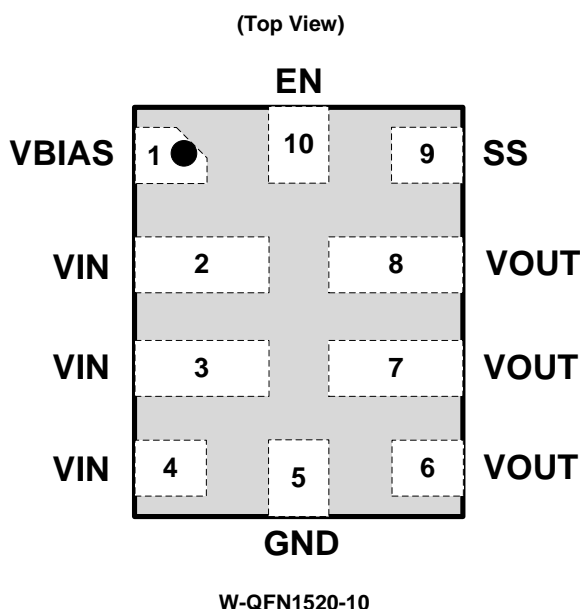 (Top View)
EN
VBIAS 1 10 9 SS
VIN 2 8 VOUT
VIN 3 7 VOUT
VIN 4 5 6 VOUT
GND
W-QFN1520-10